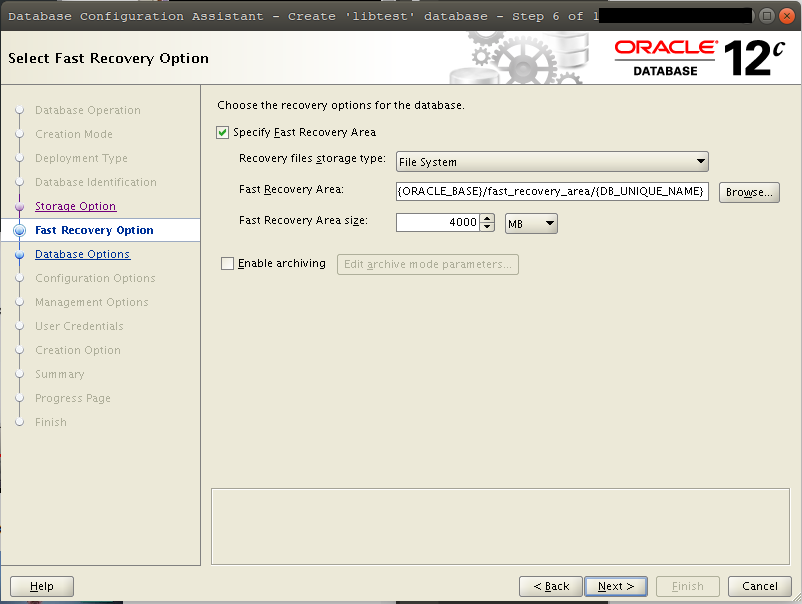 Database Configuration Assistant - Create 'libtest' database - Step 6 of 1
Select Fast Recovery Option
ORACLE
DATABASE
12c
Database Operation
Creation Mode
Deployment Type
Database Identification
Storage Option
Fast Recovery Option
Database Options
Configuration Options
Management Options
User Credentials
Creation Option
Summary
Progress Page
Finish
Choose the recovery options for the database.
Specify Fast Recovery Area
Recovery files storage type: File System
Fast Recovery Area: {ORACLE_BASE}/fast_recovery_area/{DB_UNIQUE_NAME} Browse...
Fast Recovery Area size: 4000 MB
Enable archiving Edit archive mode parameters...
Help < Back Next > Finish Cancel